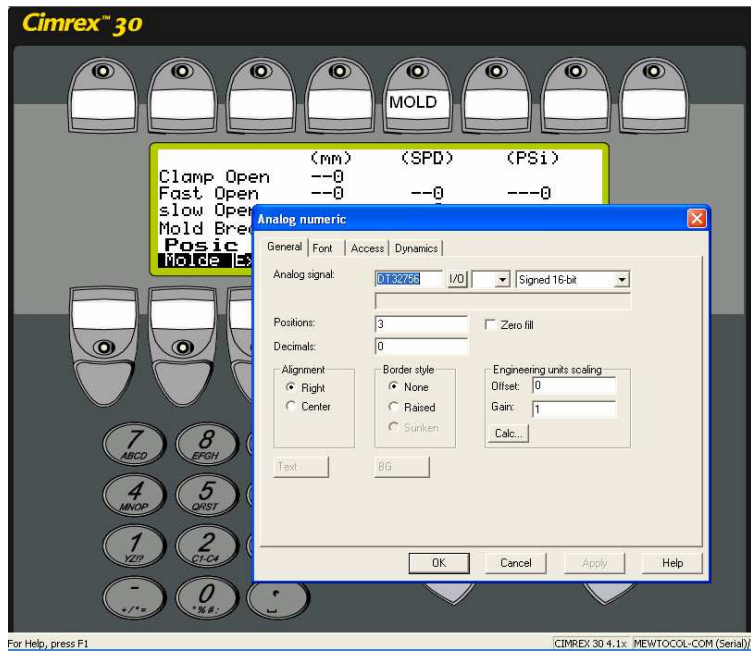 Cimrex™ 30
MOLD
(mm) (SPD) (PSi)
Clamp Open --0
Fast Open --0 --0 ---0
slow Oper
Mold Brea
Posic
Molde
Analog numeric
General Font Access Dynamics
Analog signal: DT32756 I/O Signed 16-bit
Positions: 3 Zero fill
Decimals: 0
Alignment Border style Engineering units scaling
Right None Offset: 0
Center Raised Gain: 1
Sunken Calc...
Text BG
OK Cancel Apply Help
7 8
ABCD EFGH
4 5
MNOP QRST
1 2
YZ!? C1-C4
- 0 .
+/*= °%#:
For Help, press F1 CIMREX 30 4.1x MEWTOCOL-COM (Serial)/